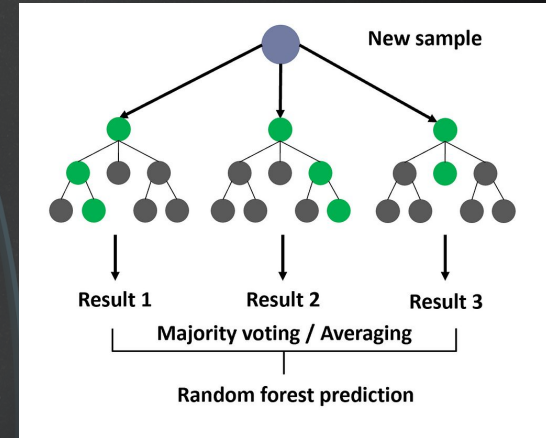 New sample
Result 1
Result 2
Result 3
Majority voting / Averaging
Random forest prediction